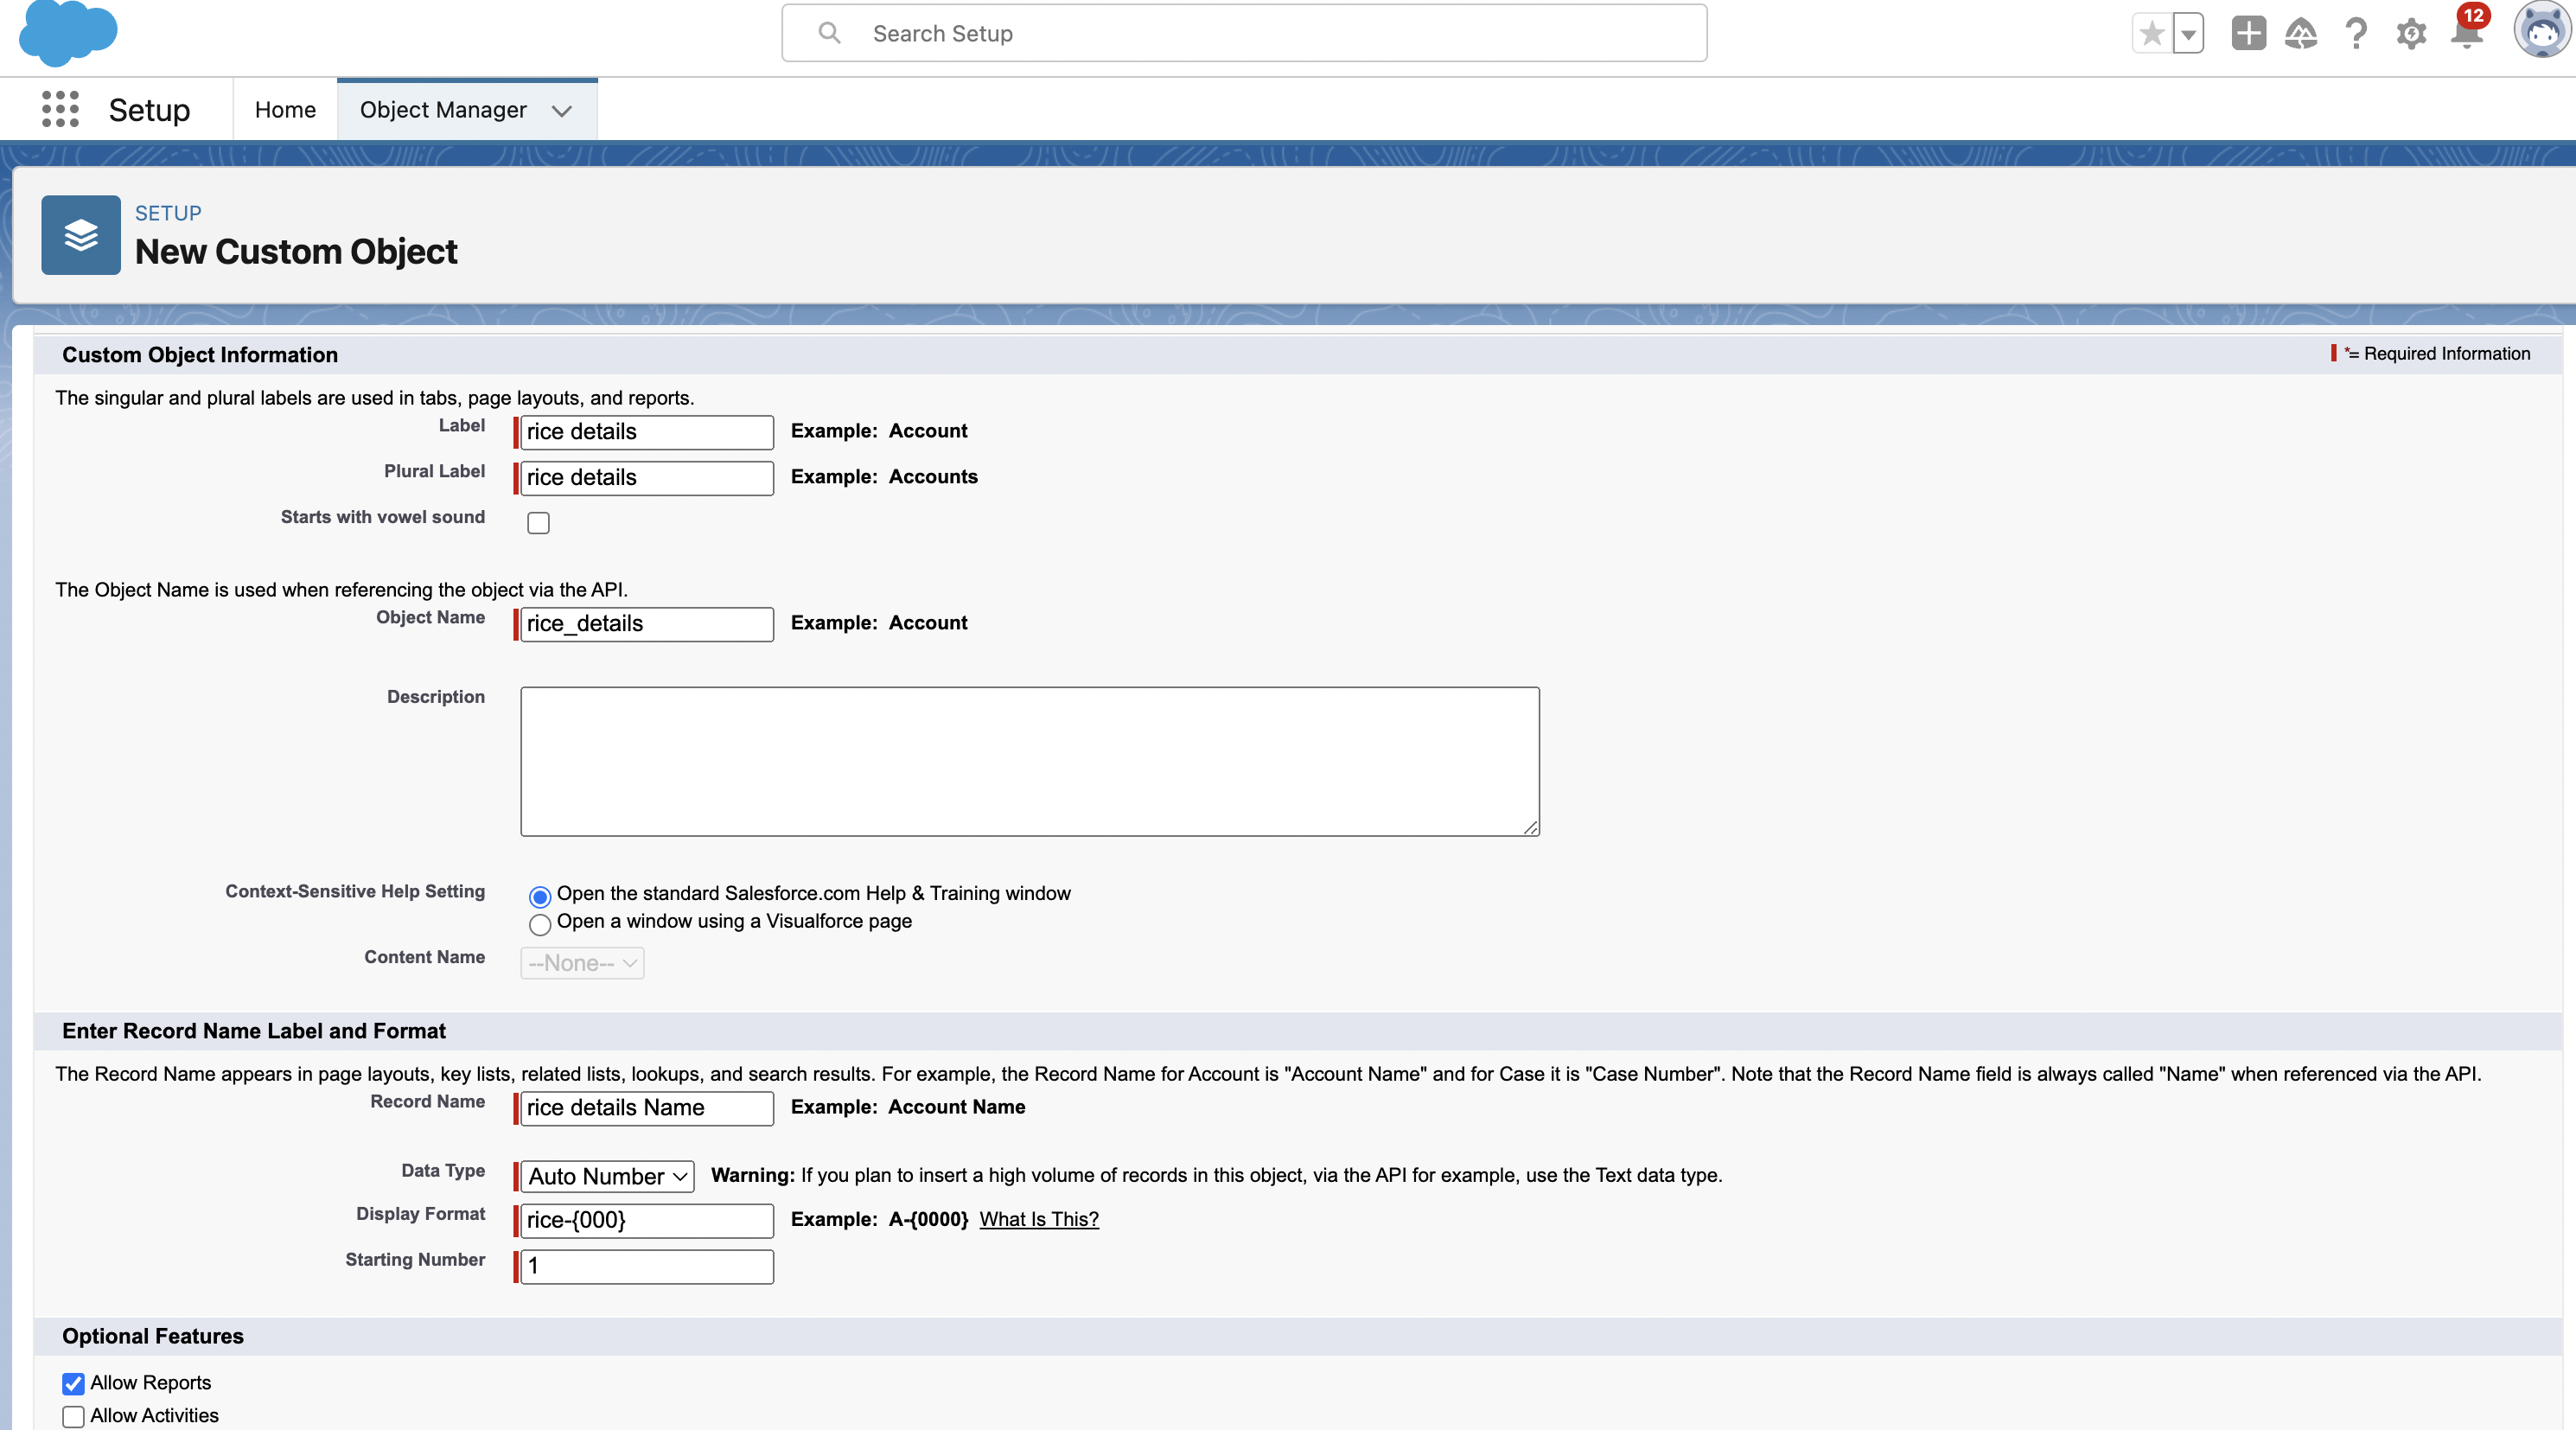 Search Setup
12
Setup
Home
Object Manager
SETUP
New Custom Object
Custom Object Information
*= Required Information
The singular and plural labels are used in tabs, page layouts, and reports.
Label
rice details
Example: Account
Plural Label
rice details
Example: Accounts
Starts with vowel sound
The Object Name is used when referencing the object via the API.
Object Name
rice_details
Example: Account
Description
Context-Sensitive Help Setting
Open the standard Salesforce.com Help & Training window
Open a window using a Visualforce page
Content Name
--None--
Enter Record Name Label and Format
The Record Name appears in page layouts, key lists, related lists, lookups, and search results. For example, the Record Name for Account is "Account Name" and for Case it is "Case Number". Note that the Record Name field is always called "Name" when referenced via the API.
Record Name
rice details Name
Example: Account Name
Data Type
Auto Number
Warning: If you plan to insert a high volume of records in this object, via the API for example, use the Text data type.
Display Format
rice-{000}
Example: A-{0000} What Is This?
Starting Number
1
Optional Features
Allow Reports
Allow Activities